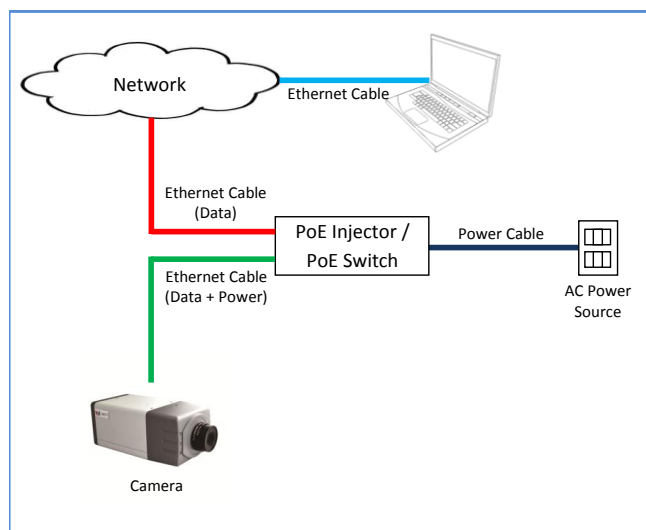 Network
Ethernet Cable
Ethernet Cable
(Data)
PoE Injector /
PoE Switch
Power Cable
Ethernet Cable
(Data + Power)
AC Power
Source
Camera